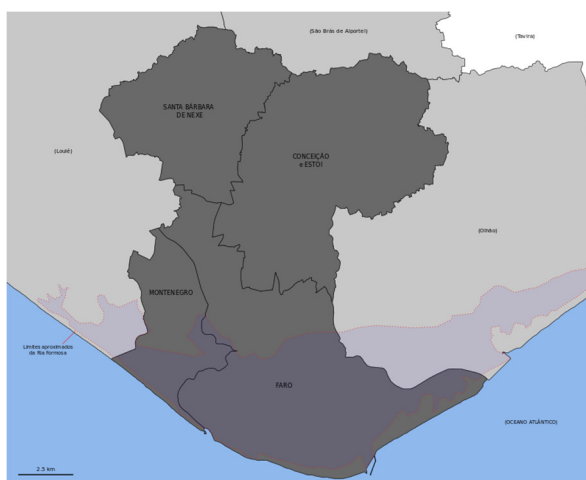 (São Brás de Alportel)
(Tavira)
SANTA BÁRBARA
DE NEXE
(Loulé)
CONCEIÇÃO
e ESTÓI
(Olhão)
MONTENEGRO
Limites aproximados
da Ria Formosa
FARO
(OCEANO ATLÂNTICO)
2.5 km